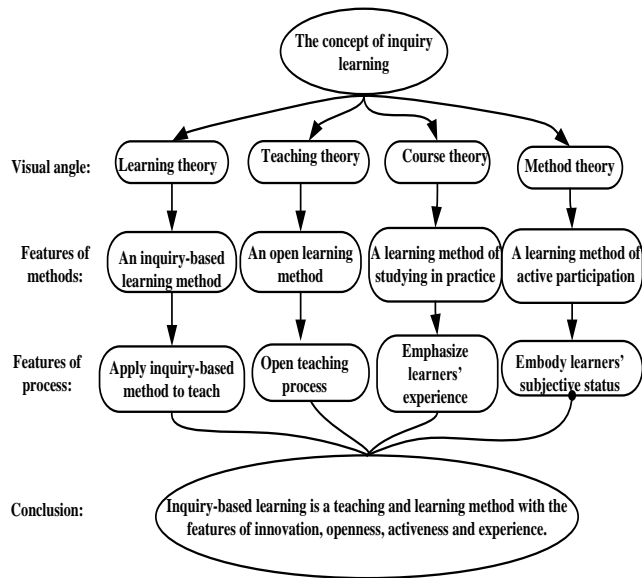 The concept of inquiry
learning
Visual angle:
Learning theory
Teaching theory
Course theory
Method theory
Features of
methods:
An inquiry-based
learning method
An open learning
method
A learning method of
studying in practice
A learning method of
active participation
Features of
process:
Apply inquiry-based
method to teach
Open teaching
process
Emphasize
learners'
experience
Embody learners'
subjective status
Conclusion:
Inquiry-based learning is a teaching and learning method with the
features of innovation, openness, activeness and experience.